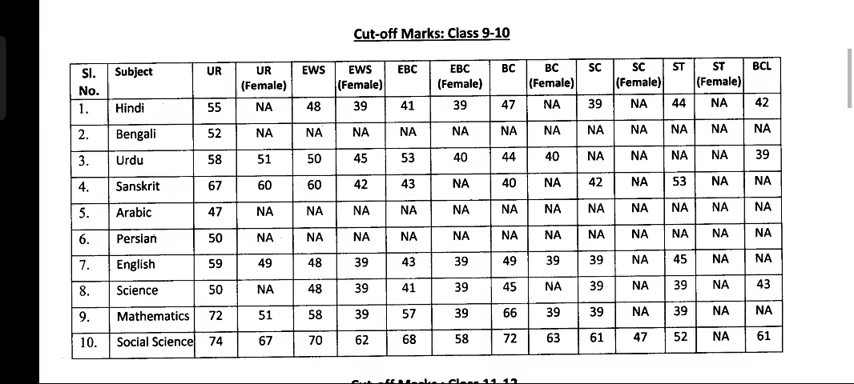 Cut-off Marks: Class 9-10
Sl. No. Subject UR UR (Female) EWS EWS (Female) EBC EBC (Female) BC BC (Female) SC SC (Female) ST ST (Female) BCL
1. Hindi 55 NA 48 39 41 39 47 NA 39 NA 44 NA 42
2. Bengali 52 NA NA NA NA NA NA NA NA NA NA NA NA
3. Urdu 58 51 50 45 53 40 44 40 NA NA NA NA 39
4. Sanskrit 67 60 60 42 43 NA 40 NA 42 NA 53 NA NA
5. Arabic 47 NA NA NA NA NA NA NA NA NA NA NA NA
6. Persian 50 NA NA NA NA NA NA NA NA NA NA NA NA
7. English 59 49 48 39 43 39 49 39 39 NA 45 NA NA
8. Science 50 NA 48 39 41 39 45 NA 39 NA 39 NA 43
9. Mathematics 72 51 58 39 57 39 66 39 39 NA 39 NA NA
10. Social Science 74 67 70 62 68 58 72 63 61 47 52 NA 61
Cut-off Marks: Class 11-12